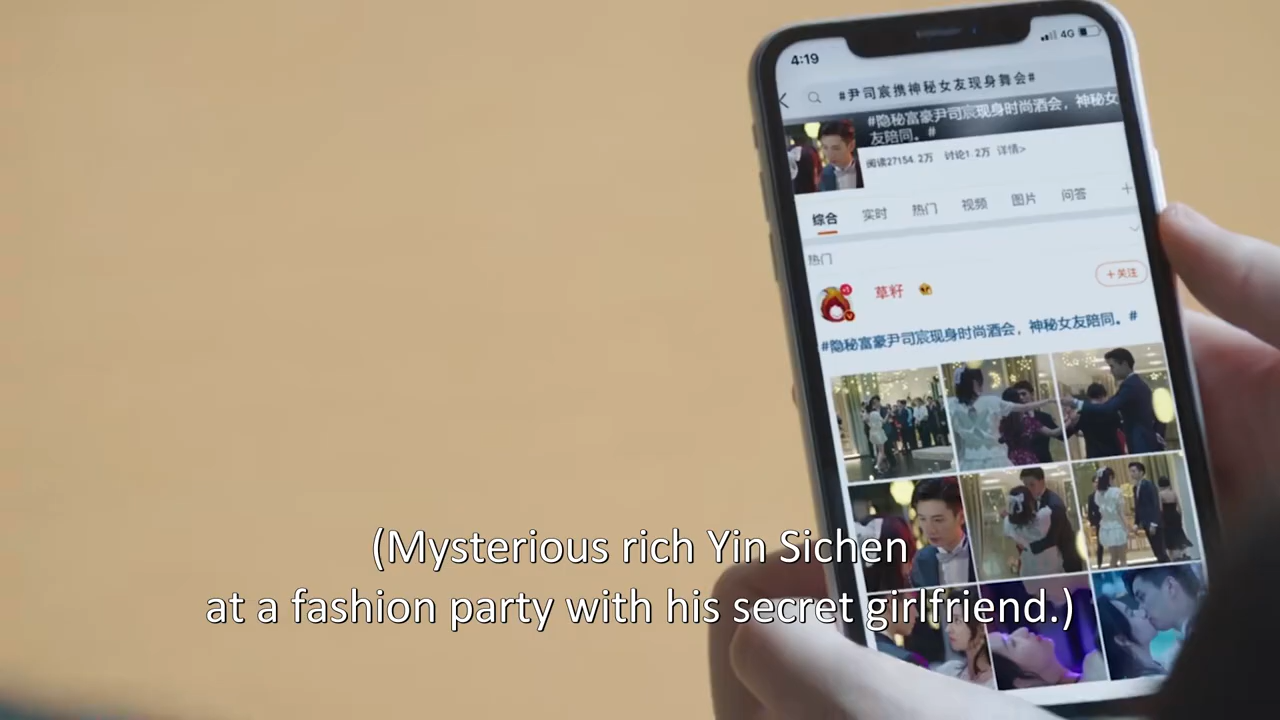 4:19
4G
#尹司宸携神秘女友现身舞会#
#隐秘富豪尹司宸现身时尚酒会，神秘女
友陪同。#
阅读27154.2万 讨论1.2万 详情>
综合 实时 热门 视频 图片 问答 +
热门
草籽
+关注
#隐秘富豪尹司宸现身时尚酒会，神秘女友陪同。#
(Mysterious rich Yin Sichen
at a fashion party with his secret girlfriend.)